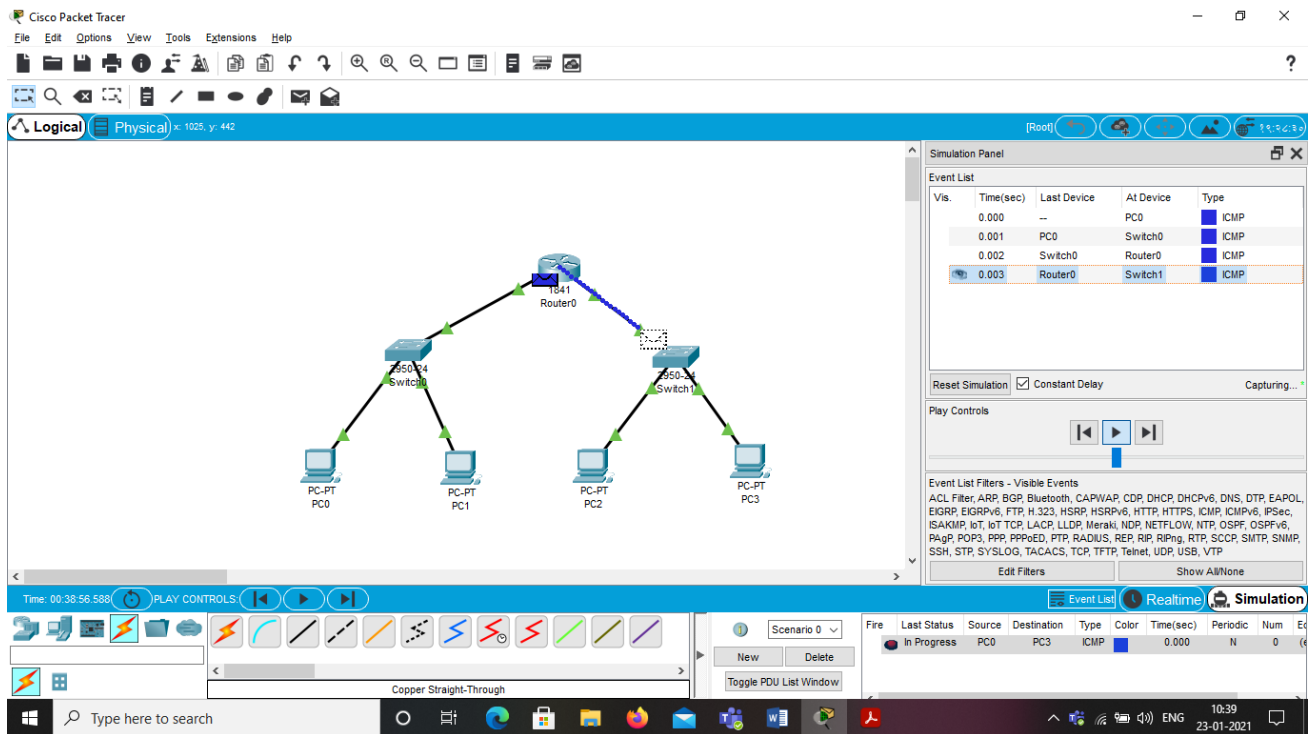 Cisco Packet Tracer
File Edit Options View Tools Extensions Help
?
Logical Physical x: 1025, y: 442 [Root] १९:२८:३०
Simulation Panel
Event List
Vis. Time(sec) Last Device At Device Type
0.000 -- PC0 ICMP
0.001 PC0 Switch0 ICMP
0.002 Switch0 Router0 ICMP
0.003 Router0 Switch1 ICMP
1841
Router0
2950-24
Switch0
2950-24
Switch1
PC-PT
PC0
PC-PT
PC1
PC-PT
PC2
PC-PT
PC3
Reset Simulation Constant Delay Capturing...
Play Controls
Event List Filters - Visible Events
ACL Filter, ARP, BGP, Bluetooth, CAPWAP, CDP, DHCP, DHCPv6, DNS, DTP, EAPOL,
EIGRP, EIGRPv6, FTP, H.323, HSRP, HSRPv6, HTTP, HTTPS, ICMP, ICMPv6, IPSec,
ISAKMP, IoT, IoT TCP, LACP, LLDP, Meraki, NDP, NETFLOW, NTP, OSPF, OSPFv6,
PAgP, POP3, PPP, PPPoED, PTP, RADIUS, REP, RIP, RIPng, RTP, SCCP, SMTP, SNMP,
SSH, STP, SYSLOG, TACACS, TCP, TFTP, Telnet, UDP, USB, VTP
Edit Filters Show All/None
Time: 00:38:56.588 PLAY CONTROLS: Event List Realtime Simulation
Scenario 0
New Delete
Toggle PDU List Window
Fire Last Status Source Destination Type Color Time(sec) Periodic Num
In Progress PC0 PC3 ICMP 0.000 N 0
Copper Straight-Through
Type here to search
ENG
10:39
23-01-2021